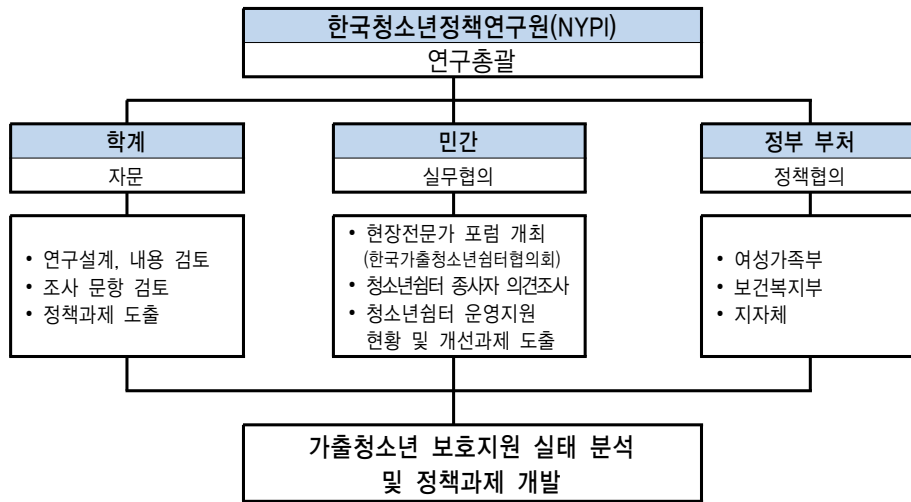 한국청소년정책연구원(NYPI)
연구총괄
학계
자문
• 연구설계, 내용 검토
• 조사 문항 검토
• 정책과제 도출
민간
실무협의
• 현장전문가 포럼 개최
(한국가출청소년쉼터협의회)
• 청소년쉼터 종사자 의견조사
• 청소년쉼터 운영지원
현황 및 개선과제 도출
정부 부처
정책협의
• 여성가족부
• 보건복지부
• 지자체
가출청소년 보호지원 실태 분석
및 정책과제 개발